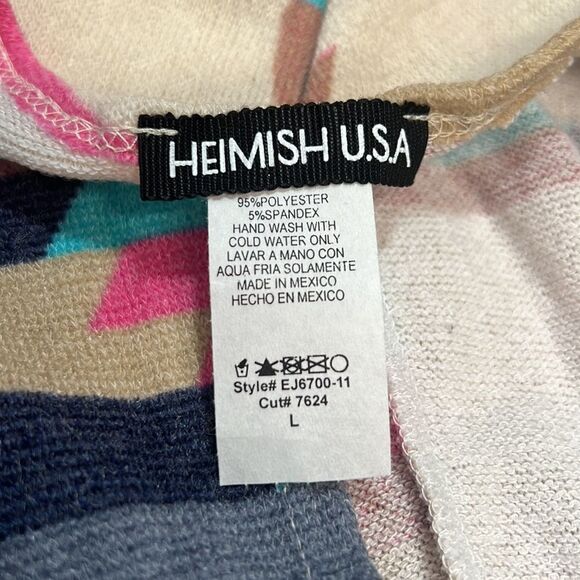 HEIMISH U.S.A
95%POLYESTER
5%SPANDEX
HAND WASH WITH
COLD WATER ONLY
LAVAR A MANO CON
AQUA FRIA SOLAMENTE
MADE IN MEXICO
HECHO EN MEXICO
Style# EJ6700-11
Cut# 7624
L